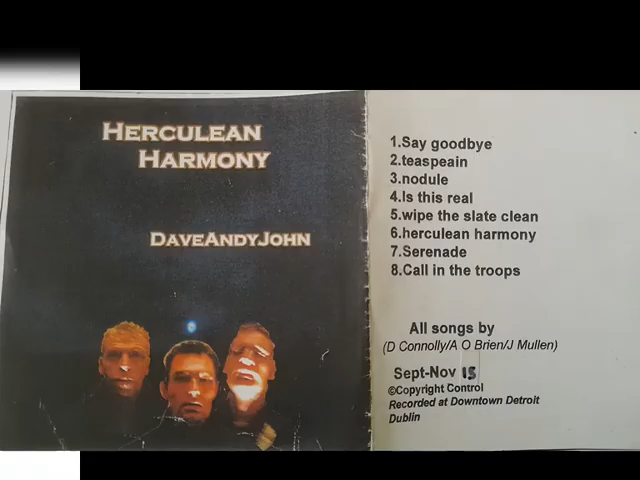 HERCULEAN
HARMONY
DAVEANDYJOHN
1.Say goodbye
2.teaspeain
3.nodule
4.Is this real
5.wipe the slate clean
6.herculean harmony
7.Serenade
8.Call in the troops
All songs by
(D Connolly/A O Brien/J Mullen)
Sept-Nov 15
©Copyright Control
Recorded at Downtown Detroit
Dublin